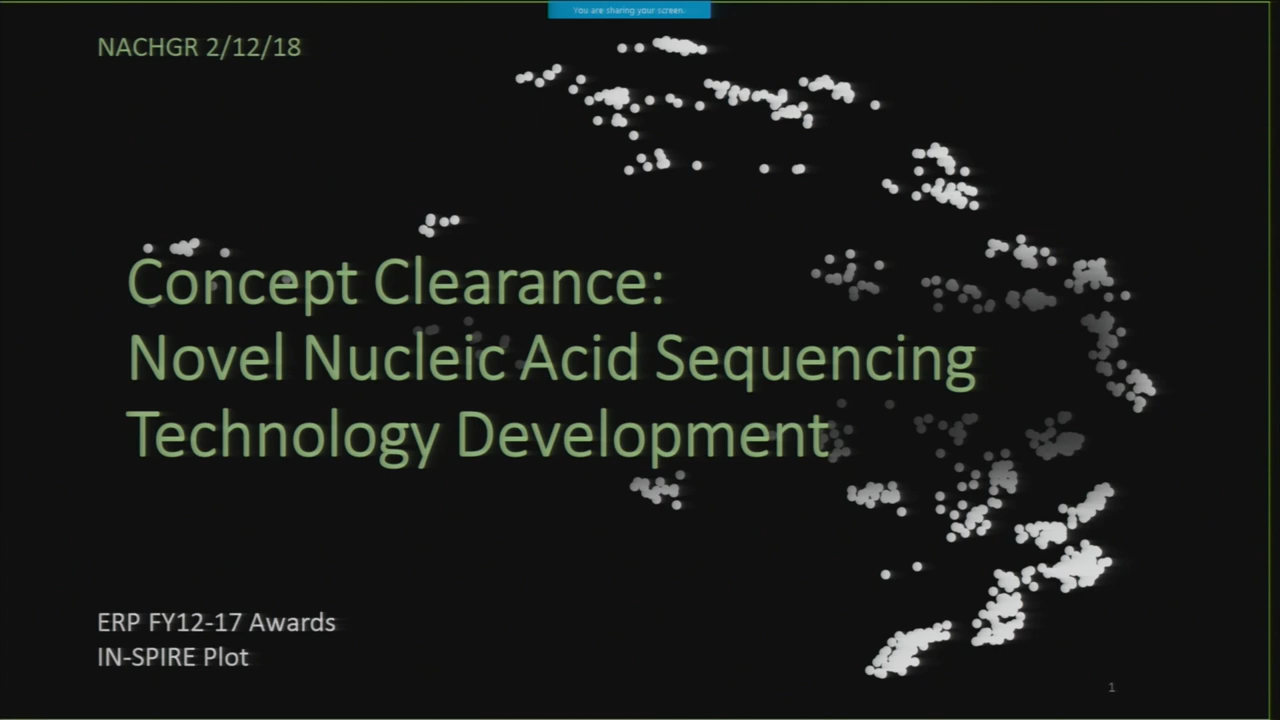 You are sharing your screen.
NACHGR 2/12/18
Concept Clearance:
Novel Nucleic Acid Sequencing
Technology Development
ERP FY12-17 Awards
IN-SPIRE Plot
1